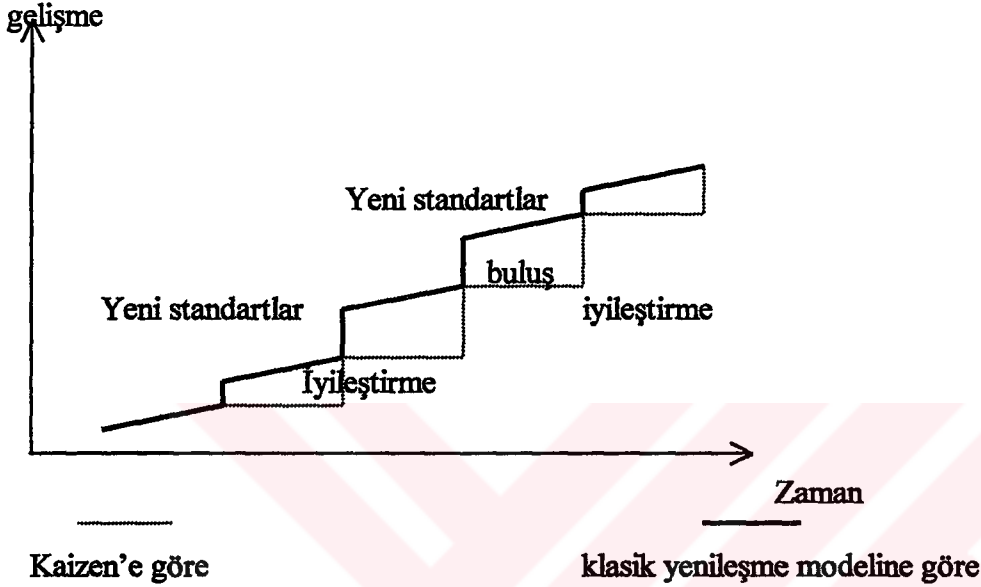 gelişme
Yeni standartlar
buluş
Yeni standartlar
iyileştirme
İyileştirme
Zaman
Kaizen’e göre
klasik yenileşme modeline göre